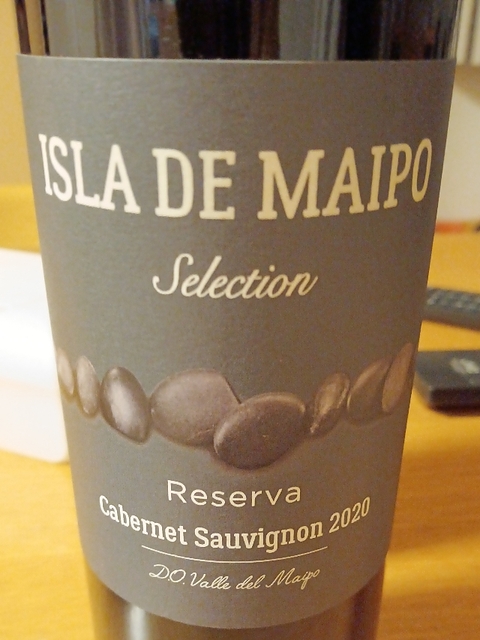 ISLA DE MAIPO
Selection
Reserva
Cabernet Sauvignon 2020
D.O. Valle del Maipo